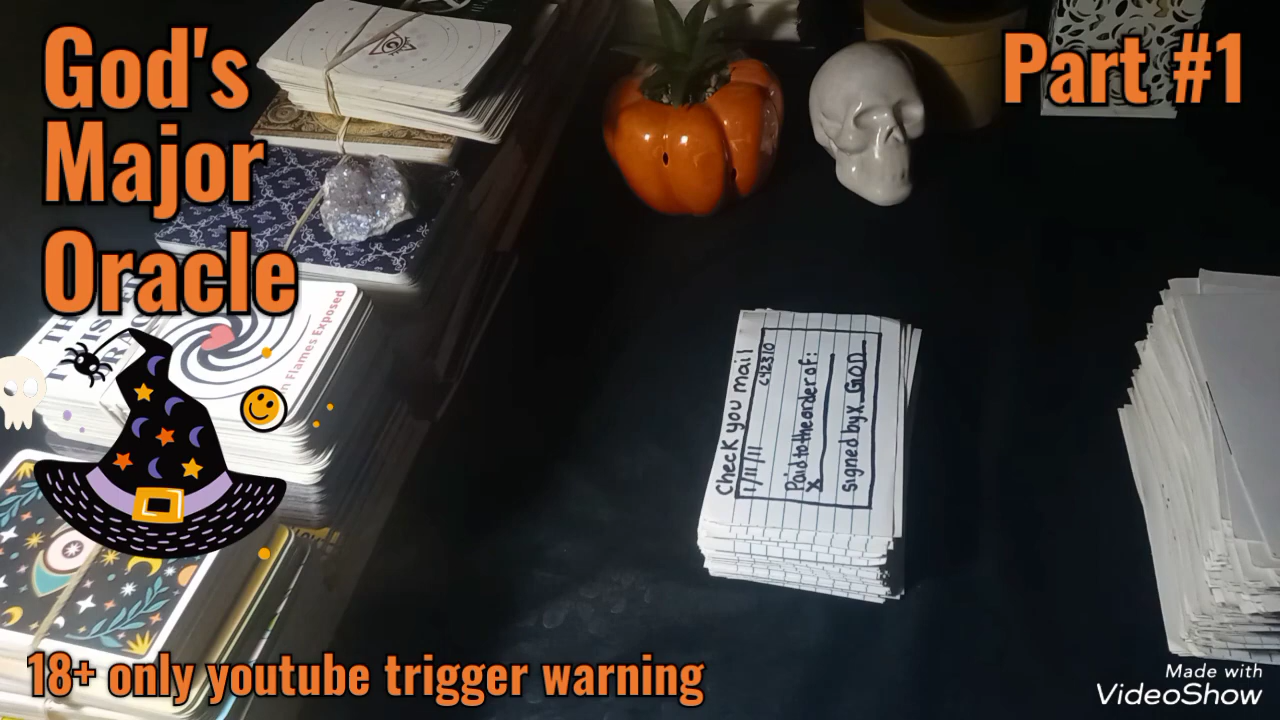 God's
Major
Oracle
Part #1
Flames Exposed
Check you mail
1/11/11
Paid to the order of:
X
signed by X GOD
18+ only youtube trigger warning
Made with
VideoShow